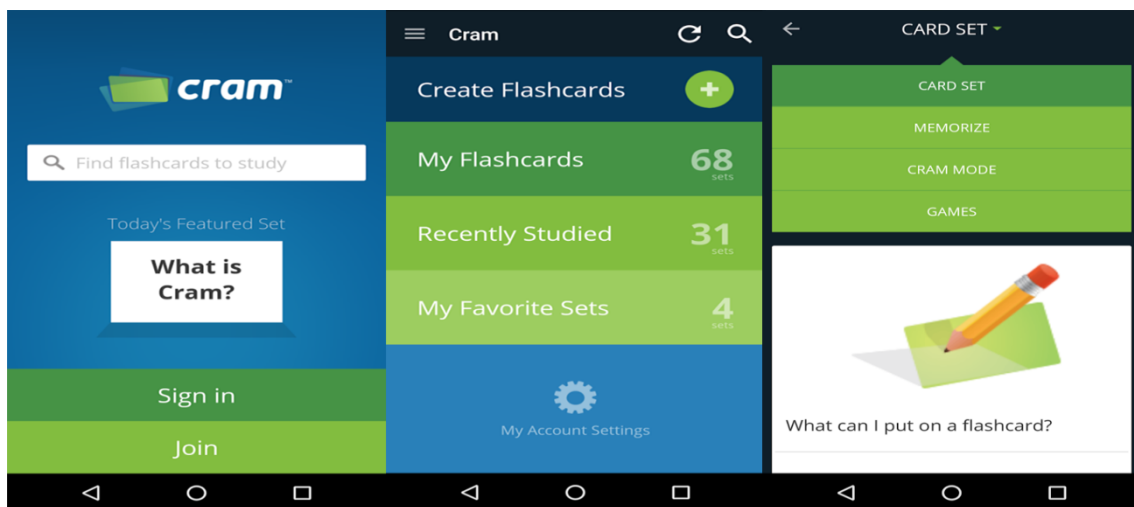 cram™
Find flashcards to study
Today's Featured Set
What is
Cram?
Sign in
Join
Cram
Create Flashcards
My Flashcards 68
sets
Recently Studied 31
sets
My Favorite Sets 4
sets
My Account Settings
CARD SET
CARD SET
MEMORIZE
CRAM MODE
GAMES
What can I put on a flashcard?